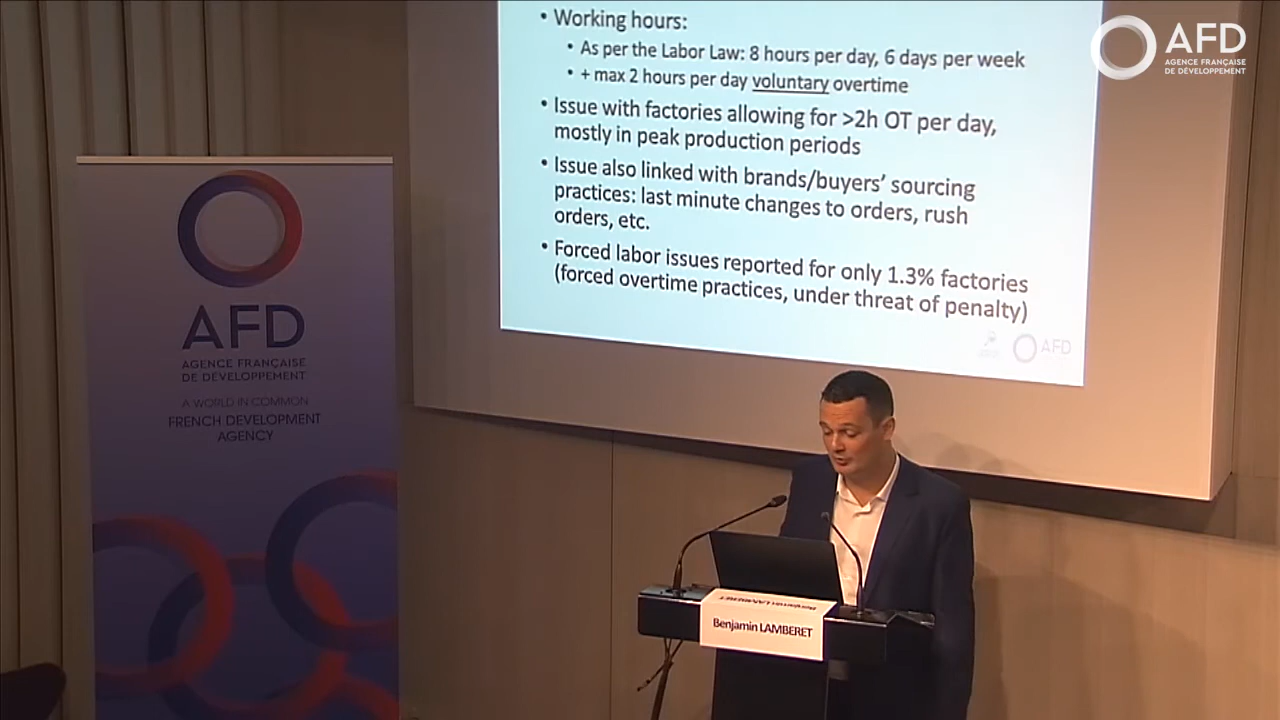 • Working hours:
• As per the Labor Law: 8 hours per day, 6 days per week
• + max 2 hours per day voluntary overtime
• Issue with factories allowing for >2h OT per day,
mostly in peak production periods
• Issue also linked with brands/buyers’ sourcing
practices: last minute changes to orders, rush
orders, etc.
• Forced labor issues reported for only 1.3% factories
(forced overtime practices, under threat of penalty)
AFD
AFD
AGENCE FRANÇAISE
DE DÉVELOPPEMENT
AFD
AGENCE FRANÇAISE
DE DÉVELOPPEMENT
A WORLD IN COMMON
FRENCH DEVELOPMENT
AGENCY
Benjamin LAMBERET
Benjamin LAMBERET